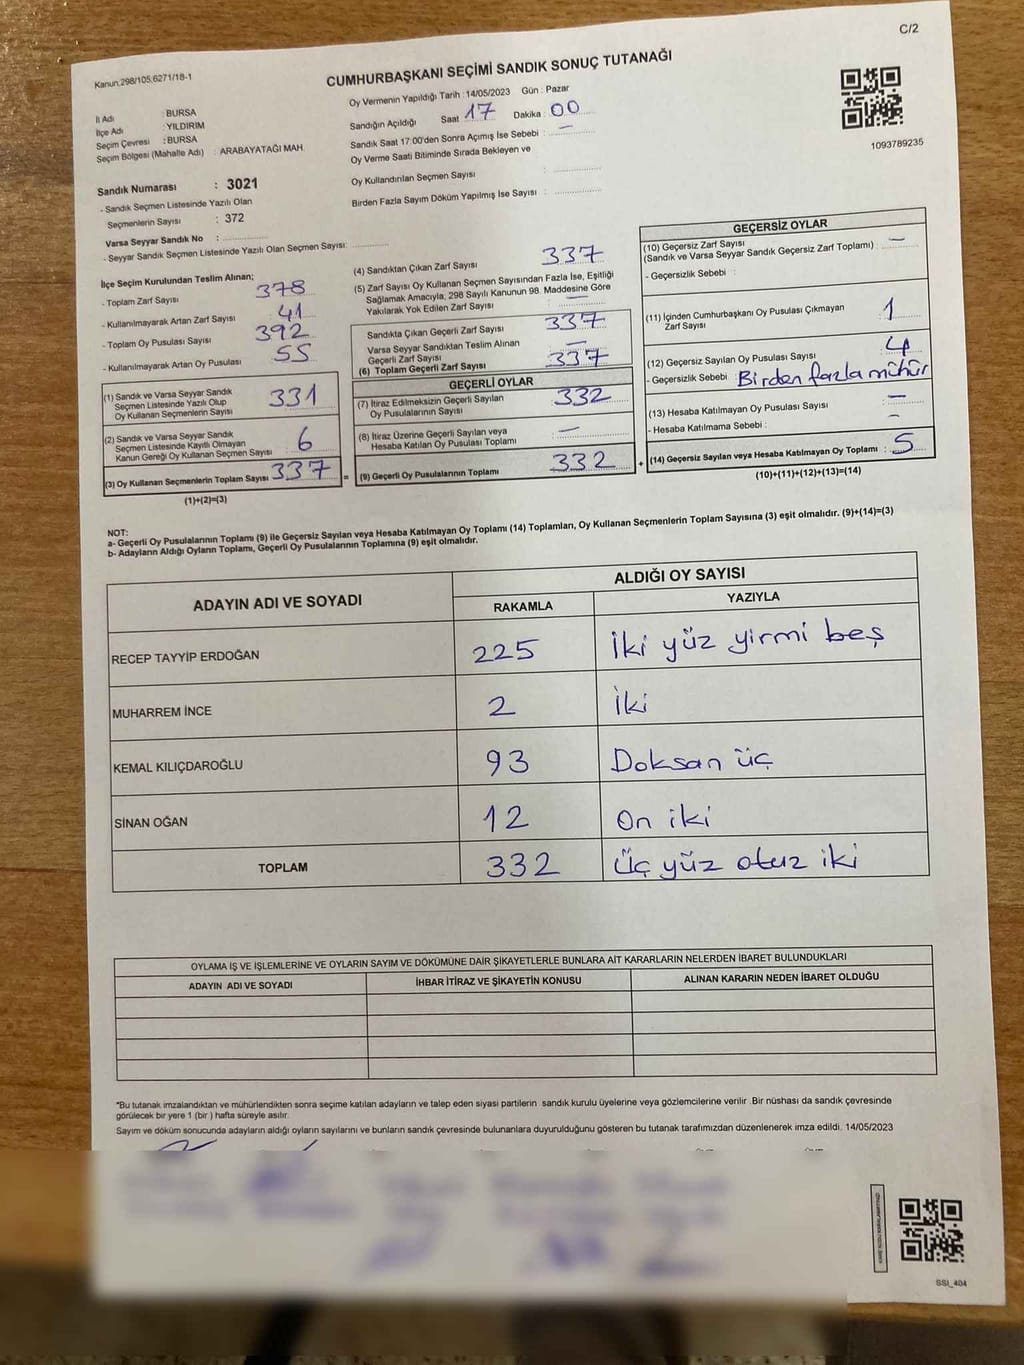 C/2
Kanun:298/105,6271/18-1
CUMHURBAŞKANI SEÇİMİ SANDIK SONUÇ TUTANAĞI
İl Adı : BURSA
İlçe Adı : YILDIRIM
Seçim Çevresi : BURSA
Seçim Bölgesi (Mahalle Adı) : ARABAYATAĞI MAH.
Oy Vermenin Yapıldığı Tarih : 14/05/2023 Gün : Pazar
Sandığın Açıldığı Saat 17 Dakika : 00
Sandık Saat 17:00'den Sonra Açımış İse Sebebi : —
Oy Verme Saati Bitiminde Sırada Bekleyen ve
Oy Kullandırılan Seçmen Sayısı :
Birden Fazla Sayım Döküm Yapılmış İse Sayısı :
1093789235
Sandık Numarası : 3021
- Sandık Seçmen Listesinde Yazılı Olan
Seçmenlerin Sayısı : 372
Varsa Seyyar Sandık No :
- Seyyar Sandık Seçmen Listesinde Yazılı Olan Seçmen Sayısı:
İlçe Seçim Kurulundan Teslim Alınan;
- Toplam Zarf Sayısı 378
- Kullanılmayarak Artan Zarf Sayısı 41
- Toplam Oy Pusulası Sayısı 392
- Kullanılmayarak Artan Oy Pusulası 55
(1) Sandık ve Varsa Seyyar Sandık
Seçmen Listesinde Yazılı Olup
Oy Kullanan Seçmenlerin Sayısı 331
(2) Sandık ve Varsa Seyyar Sandık
Seçmen Listesinde Kayıtlı Olmayan
Kanun Gereği Oy Kullanan Seçmen Sayısı : 6
(3) Oy Kullanan Seçmenlerin Toplam Sayısı : 337
(1)+(2)=(3)
(4) Sandıktan Çıkan Zarf Sayısı 337
(5) Zarf Sayısı Oy Kullanan Seçmen Sayısından Fazla İse, Eşitliği
Sağlamak Amacıyla, 298 Sayılı Kanunun 98. Maddesine Göre
Yakılarak Yok Edilen Zarf Sayısı : —
Sandıkta Çıkan Geçerli Zarf Sayısı 337
Varsa Seyyar Sandıktan Teslim Alınan
Geçerli Zarf Sayısı —
(6) Toplam Geçerli Zarf Sayısı 337
GEÇERLİ OYLAR
(7) İtiraz Edilmeksizin Geçerli Sayılan
Oy Pusulalarının Sayısı 332
(8) İtiraz Üzerine Geçerli Sayılan veya
Hesaba Katılan Oy Pusulası Toplamı —
= (9) Geçerli Oy Pusulalarının Toplamı 332
GEÇERSİZ OYLAR
(10) Geçersiz Zarf Sayısı
(Sandık ve Varsa Seyyar Sandık Geçersiz Zarf Toplamı) : —
- Geçersizlik Sebebi :
(11) İçinden Cumhurbaşkanı Oy Pusulası Çıkmayan
Zarf Sayısı : 1
(12) Geçersiz Sayılan Oy Pusulası Sayısı 4
- Geçersizlik Sebebi Birden fazla mühür
(13) Hesaba Katılmayan Oy Pusulası Sayısı : —
- Hesaba Katılmama Sebebi : —
+ (14) Geçersiz Sayılan veya Hesaba Katılmayan Oy Toplamı : 5
(10)+(11)+(12)+(13)=(14)
NOT:
a- Geçerli Oy Pusulalarının Toplamı (9) ile Geçersiz Sayılan veya Hesaba Katılmayan Oy Toplamı (14) Toplamları, Oy Kullanan Seçmenlerin Toplam Sayısına (3) eşit olmalıdır. (9)+(14)=(3)
b- Adayların Aldığı Oyların Toplamı, Geçerli Oy Pusulalarının Toplamına (9) eşit olmalıdır.
ADAYIN ADI VE SOYADI
ALDIĞI OY SAYISI
RAKAMLA YAZIYLA
RECEP TAYYİP ERDOĞAN 225 İki yüz yirmi beş
MUHARREM İNCE 2 İki
KEMAL KILIÇDAROĞLU 93 Doksan üç
SİNAN OĞAN 12 On iki
TOPLAM 332 Üç yüz otuz iki
OYLAMA İŞ VE İŞLEMLERİNE VE OYLARIN SAYIM VE DÖKÜMÜNE DAİR ŞİKAYETLERLE BUNLARA AİT KARARLARIN NELERDEN İBARET BULUNDUKLARI
ADAYIN ADI VE SOYADI İHBAR İTİRAZ VE ŞİKAYETİN KONUSU ALINAN KARARIN NEDEN İBARET OLDUĞU
*Bu tutanak imzalandıktan ve mühürlendikten sonra seçime katılan adayların ve talep eden siyasi partilerin sandık kurulu üyelerine veya gözlemcilerine verilir .Bir nüshası da sandık çevresinde
görülecek bir yere 1 (bir ) hafta süreyle asılır.
Sayım ve döküm sonucunda adayların aldığı oyların sayılarını ve bunların sandık çevresinde bulunanlara duyurulduğunu gösteren bu tutanak tarafımızdan düzenlenerek imza edildi. 14/05/2023
SSI_404